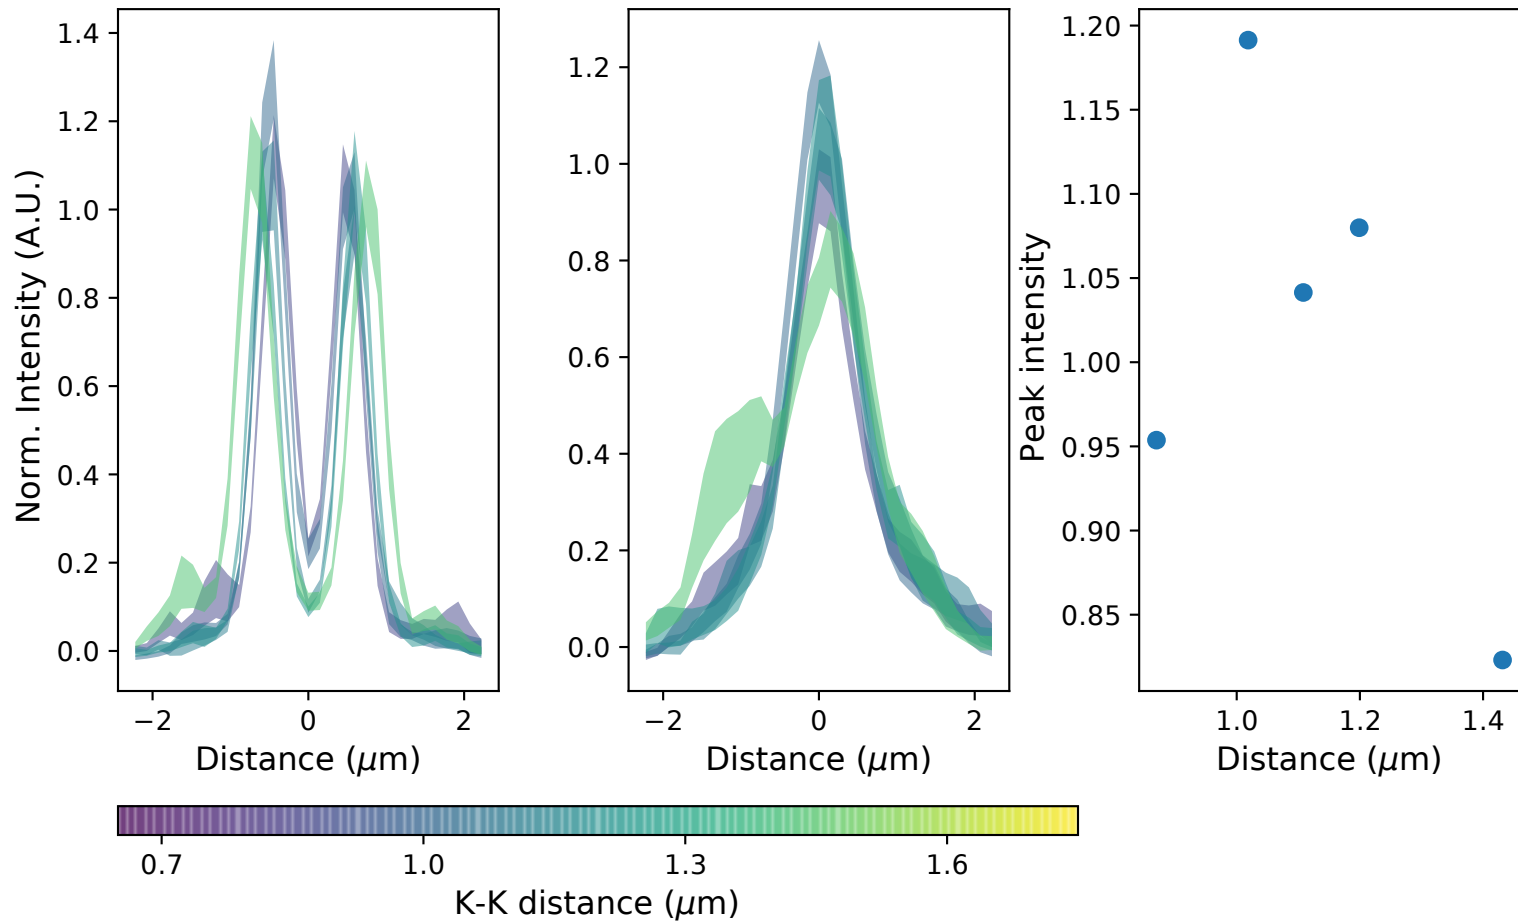 1.4
1.2
1.0
0.8
0.6
0.4
0.2
0.0
Norm. Intensity (A.U.)
−2 0 2
Distance (μm)
1.2
1.0
0.8
0.6
0.4
0.2
0.0
−2 0 2
Distance (μm)
1.20
1.15
1.10
1.05
1.00
0.95
0.90
0.85
Peak intensity
1.0 1.2 1.4
Distance (μm)
0.7 1.0 1.3 1.6
K-K distance (μm)